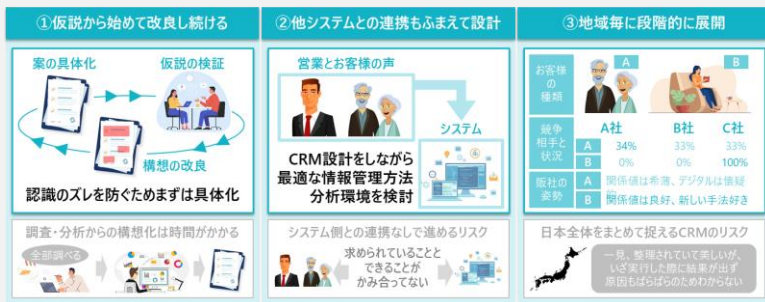 ①仮説から始めて改良し続ける
案の具体化
仮説の検証
構想の改良
認識のズレを防ぐためまずは具体化
調査・分析からの構想化は時間がかかる
全部調べる
②他システムとの連携もふまえて設計
営業とお客様の声
システム
CRM設計をしながら
最適な情報管理方法
分析環境を検討
システム側との連携なしで進めるリスク
求められていることと
できることが
かみ合ってない
③地域毎に段階的に展開
お客様
の
種類
A
B
競争
相手と
状況
A社
B社
C社
A
34%
33%
33%
B
0%
0%
100%
販社の
姿勢
A
関係値は希薄、デジタルは懐疑
的
B
関係値は良好、新しい手法好き
日本全体をまとめて捉えるCRMのリスク
一見、整理されていて美しいが、
いざ実行した際に結果が出ず
原因もばらばらのためわからない